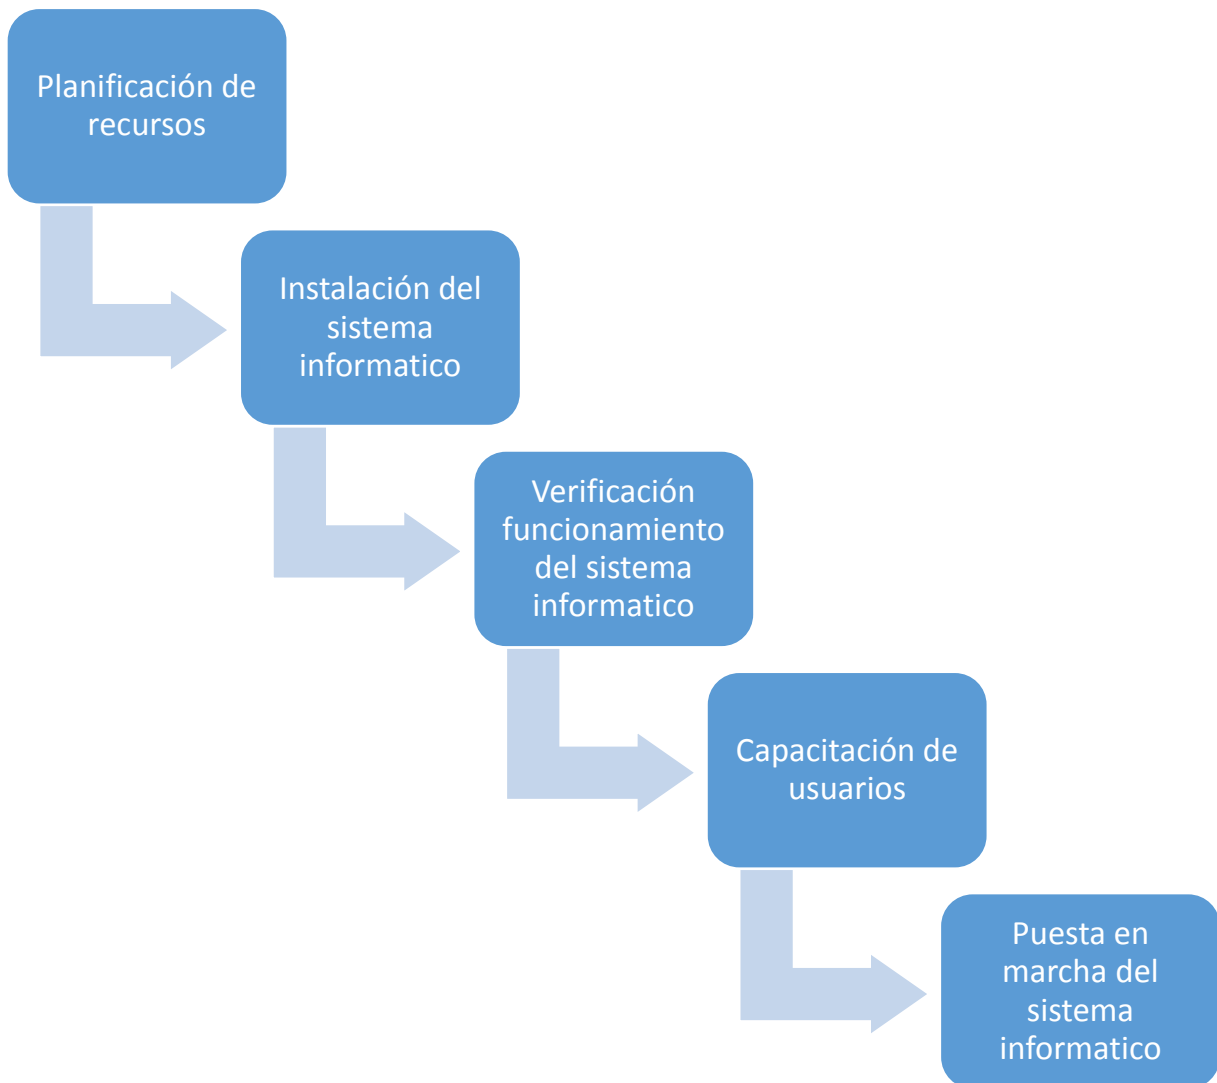 Planificación de
recursos
Instalación del
sistema
informatico
Verificación
funcionamiento
del sistema
informatico
Capacitación de
usuarios
Puesta en
marcha del
sistema
informatico